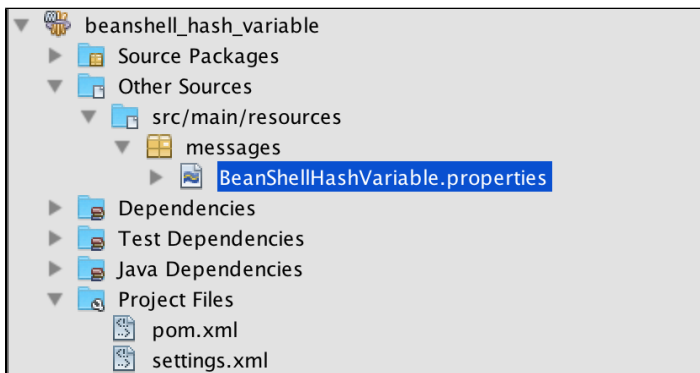 beanshell_hash_variable
Source Packages
Other Sources
src/main/resources
messages
BeanShellHashVariable.properties
Dependencies
Test Dependencies
Java Dependencies
Project Files
pom.xml
settings.xml